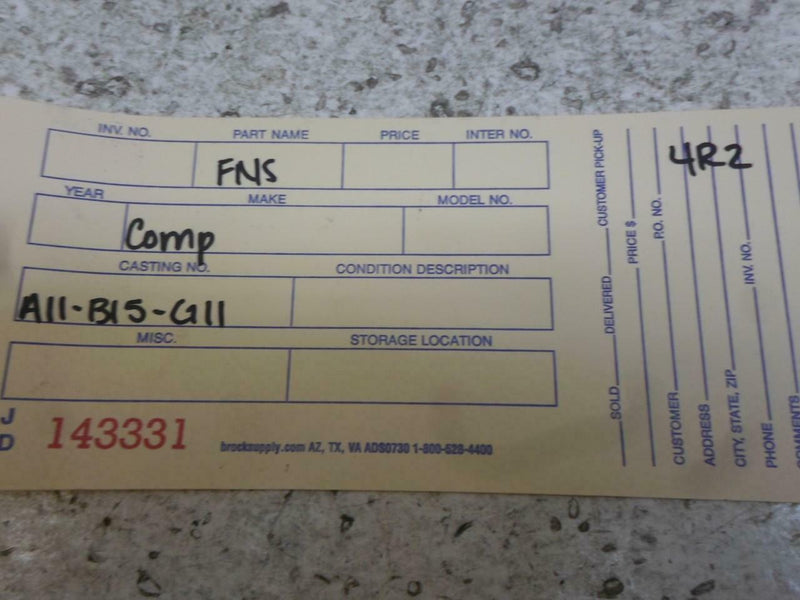 INV. NO. PART NAME PRICE INTER NO.
FNS
YEAR MAKE MODEL NO.
Comp
CASTING NO. CONDITION DESCRIPTION
A11-B15-G11
MISC. STORAGE LOCATION
J
D
143331
brocksupply.com AZ, TX, VA ADS0730 1-800-628-4400
4R2
SOLD DELIVERED CUSTOMER PICK-UP
PRICE $
P.O. NO.
CUSTOMER
ADDRESS
CITY, STATE, ZIP INV. NO.
PHONE
COMMENTS